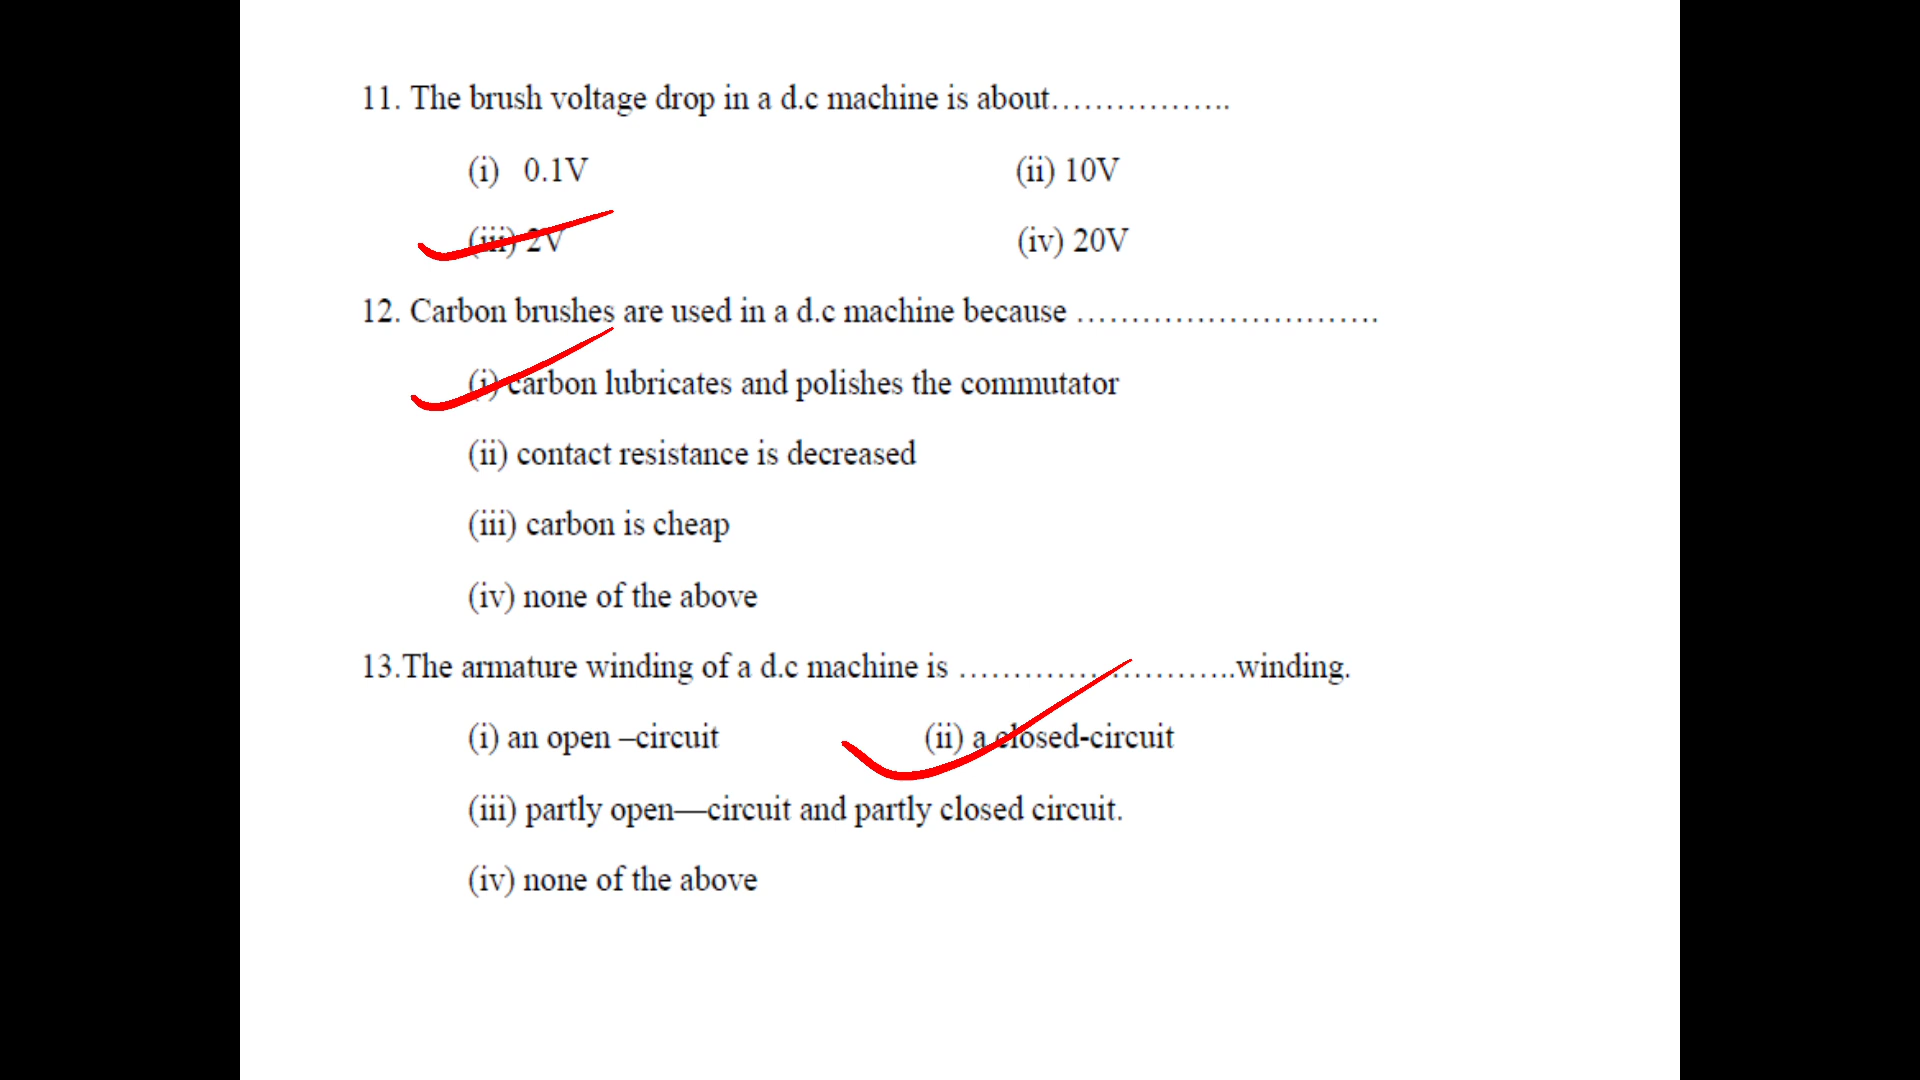 11. The brush voltage drop in a d.c machine is about……………..
(i) 0.1V (ii) 10V
(iii) 2V (iv) 20V
12. Carbon brushes are used in a d.c machine because ……………………….
(i) carbon lubricates and polishes the commutator
(ii) contact resistance is decreased
(iii) carbon is cheap
(iv) none of the above
13.The armature winding of a d.c machine is ……………………..winding.
(i) an open –circuit (ii) a closed-circuit
(iii) partly open—circuit and partly closed circuit.
(iv) none of the above